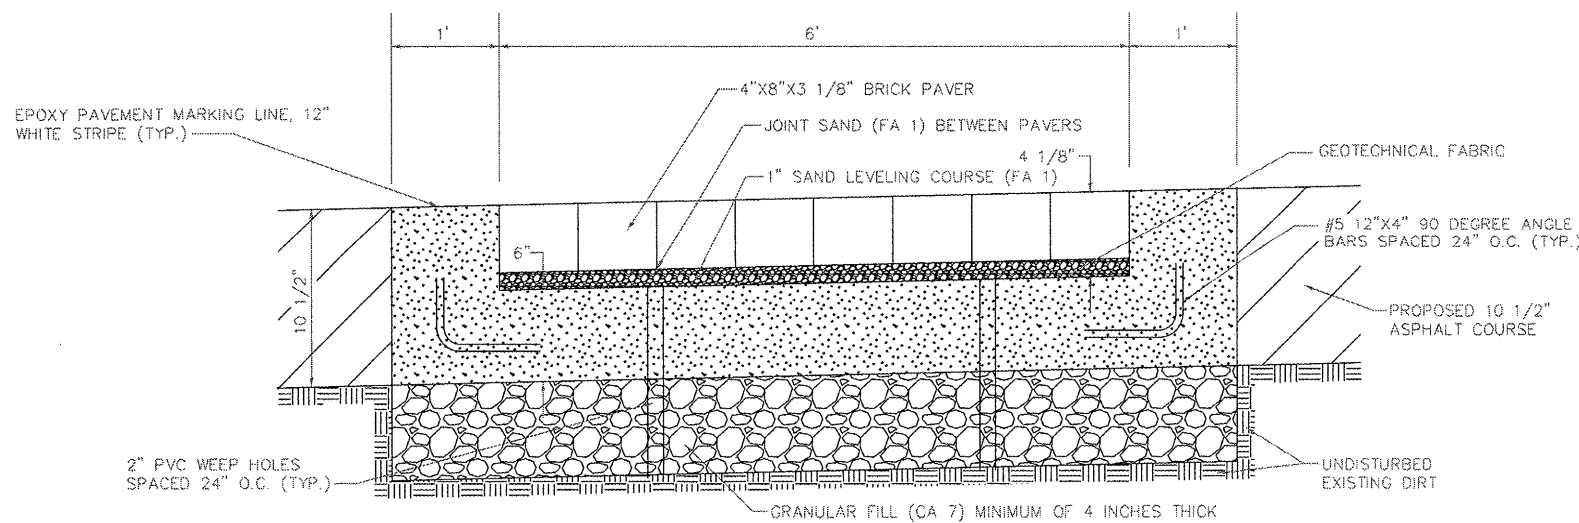 1'
6'
1'
4"X8"X3 1/8" BRICK PAVER
EPOXY PAVEMENT MARKING LINE, 12"
WHITE STRIPE (TYP.)
JOINT SAND (FA 1) BETWEEN PAVERS
4 1/8"
GEOTECHNICAL FABRIC
1" SAND LEVELING COURSE (FA 1)
#5 12"X4" 90 DEGREE ANGLE
BARS SPACED 24" O.C. (TYP.)
6"
10 1/2"
PROPOSED 10 1/2"
ASPHALT COURSE
2" PVC WEEP HOLES
SPACED 24" O.C. (TYP.)
UNDISTURBED
EXISTING DIRT
GRANULAR FILL (CA 7) MINIMUM OF 4 INCHES THICK